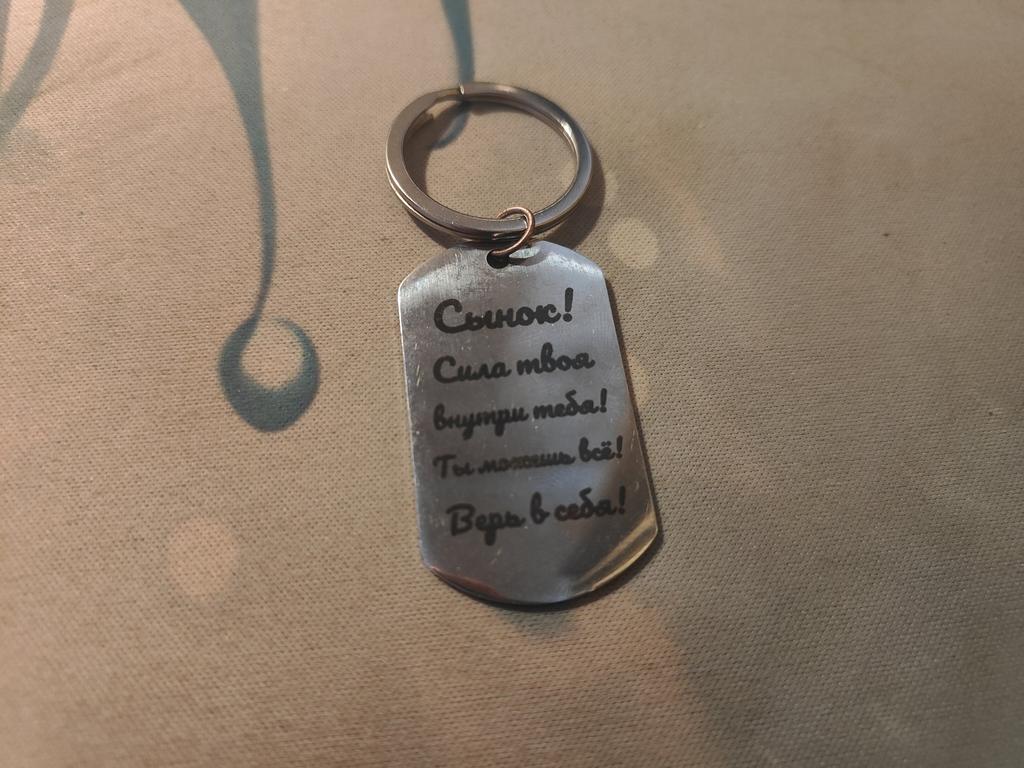 Сынок!
Сила твоя
внутри тебя!
Ты можешь всё!
Верь в себя!